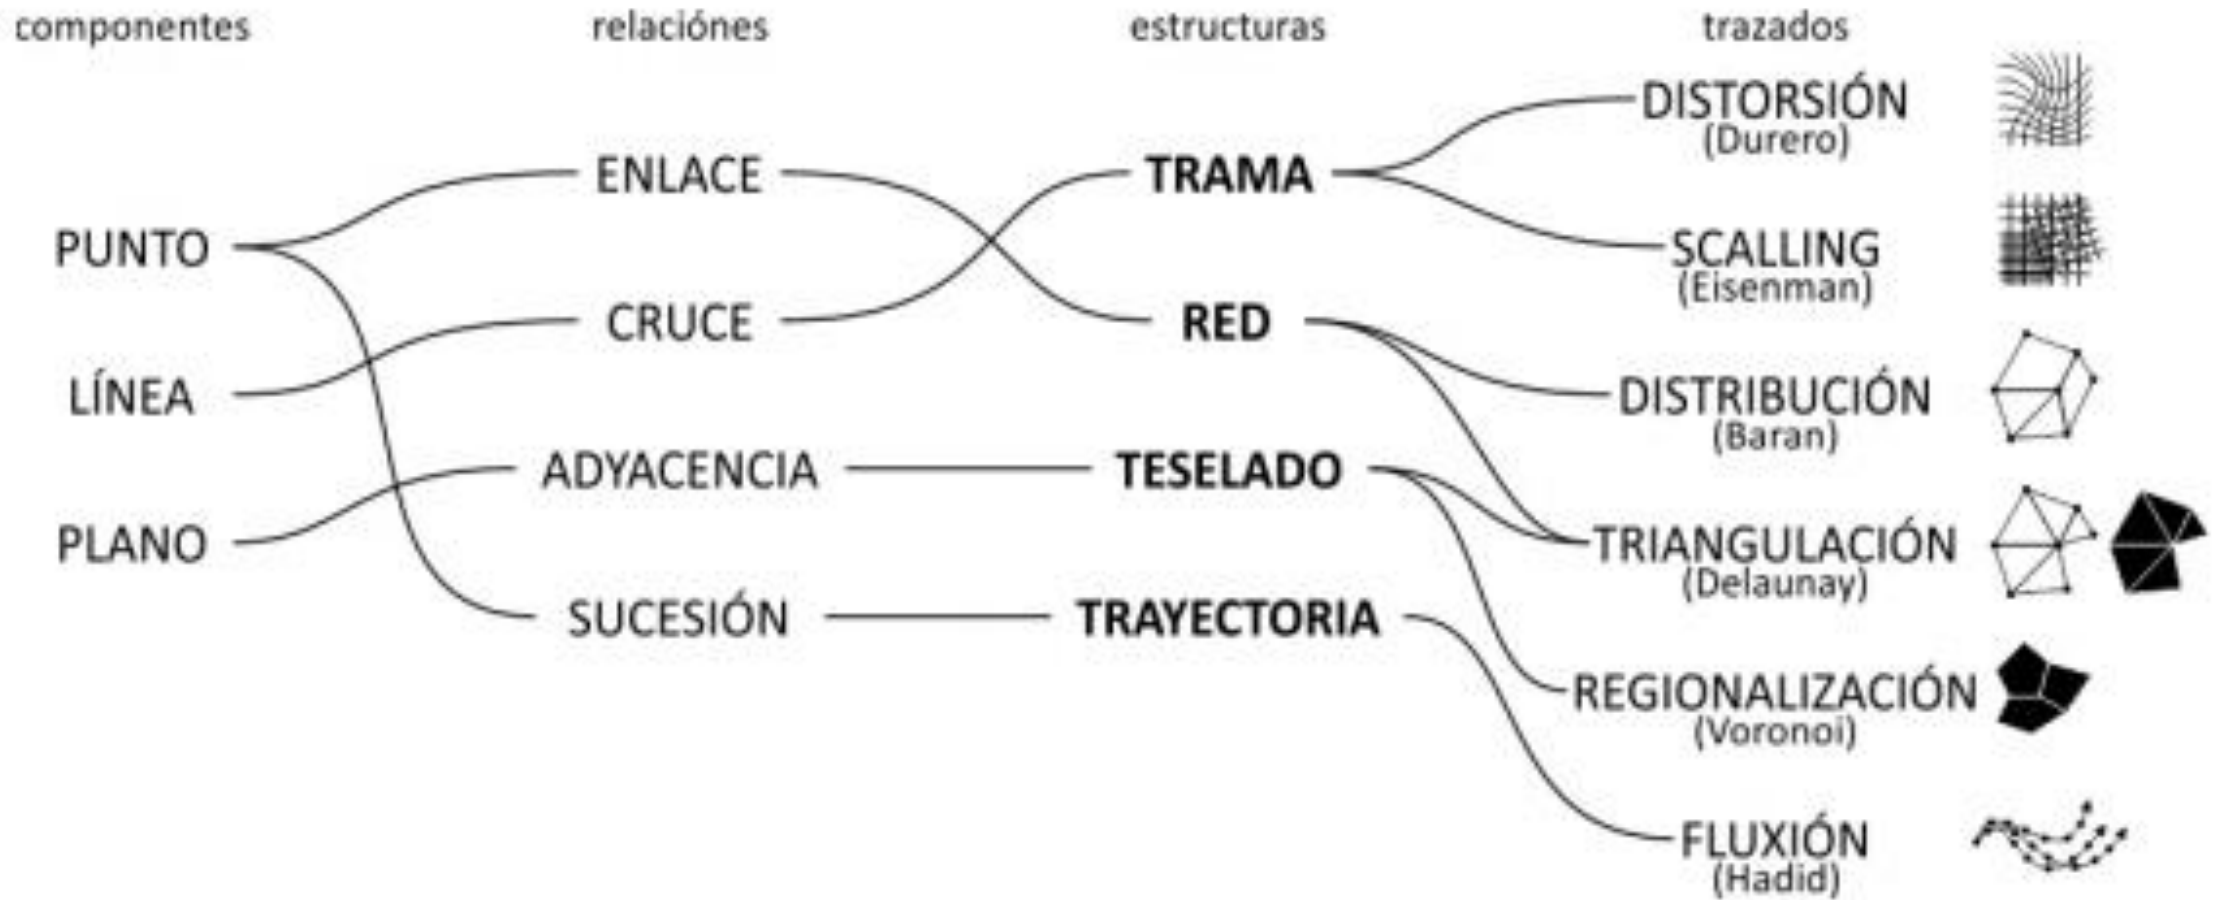 componentes
relaciónes
estructuras
trazados
PUNTO
LÍNEA
PLANO
ENLACE
CRUCE
ADYACENCIA
SUCESIÓN
TRAMA
RED
TESELADO
TRAYECTORIA
DISTORSIÓN
(Durero)
SCALLING
(Eisenman)
DISTRIBUCIÓN
(Baran)
TRIANGULACIÓN
(Delaunay)
REGIONALIZACIÓN
(Voronoi)
FLUXIÓN
(Hadid)